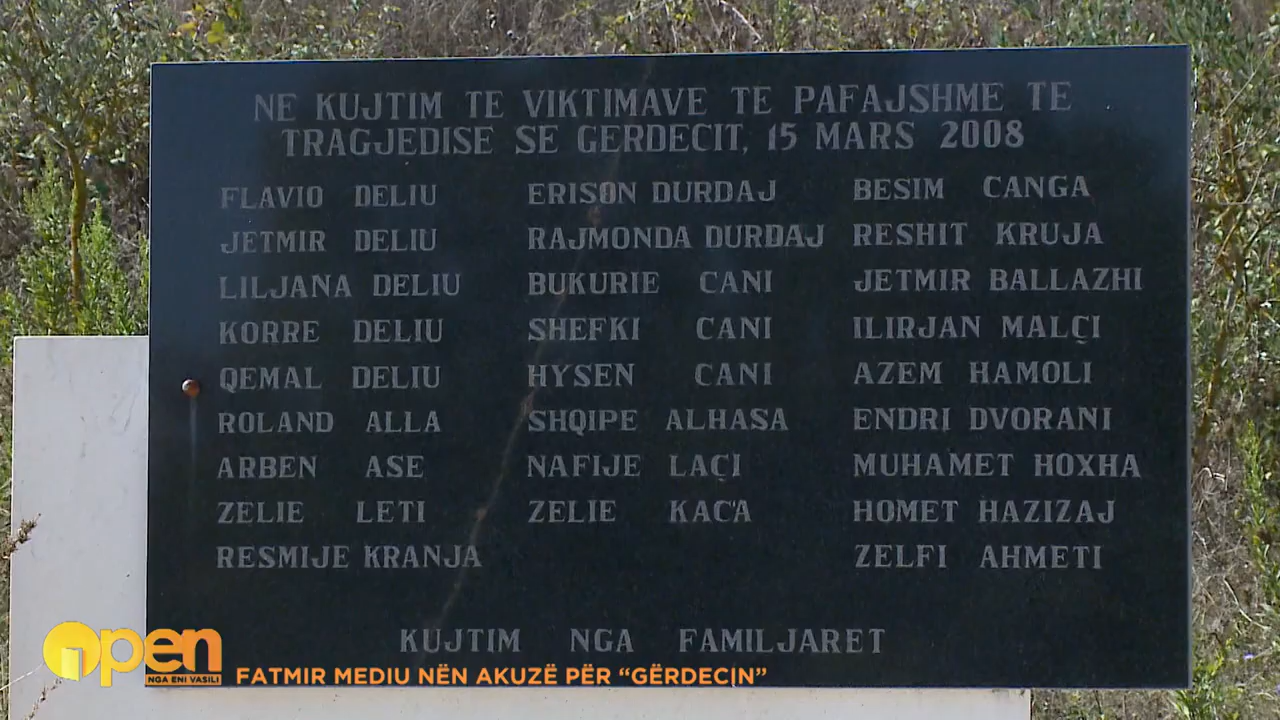 NE KUJTIM TE VIKTIMAVE TE PAFAJSHME TE
TRAGJEDISE SE GERDECIT, 15 MARS 2008
FLAVIO DELIU
JETMIR DELIU
LILJANA DELIU
KORRE DELIU
QEMAL DELIU
ROLAND ALLA
ARBEN ASE
ZELIE LETI
RESMIJE KRANJA
ERISON DURDAJ
RAJMONDA DURDAJ
BUKURIE CANI
SHEFKI CANI
HYSEN CANI
SHQIPE ALHASA
NAFIJE LAÇI
ZELIE KAC'A
BESIM CANGA
RESHIT KRUJA
JETMIR BALLAZHI
ILIRJAN MALÇI
AZEM HAMOLI
ENDRI DVORANI
MUHAMET HOXHA
HOMET HAZIZAJ
ZELFI AHMETI
KUJTIM NGA FAMILJARET
Open
NGA ENI VASILI
FATMIR MEDIU NËN AKUZË PËR “GËRDEÇIN”